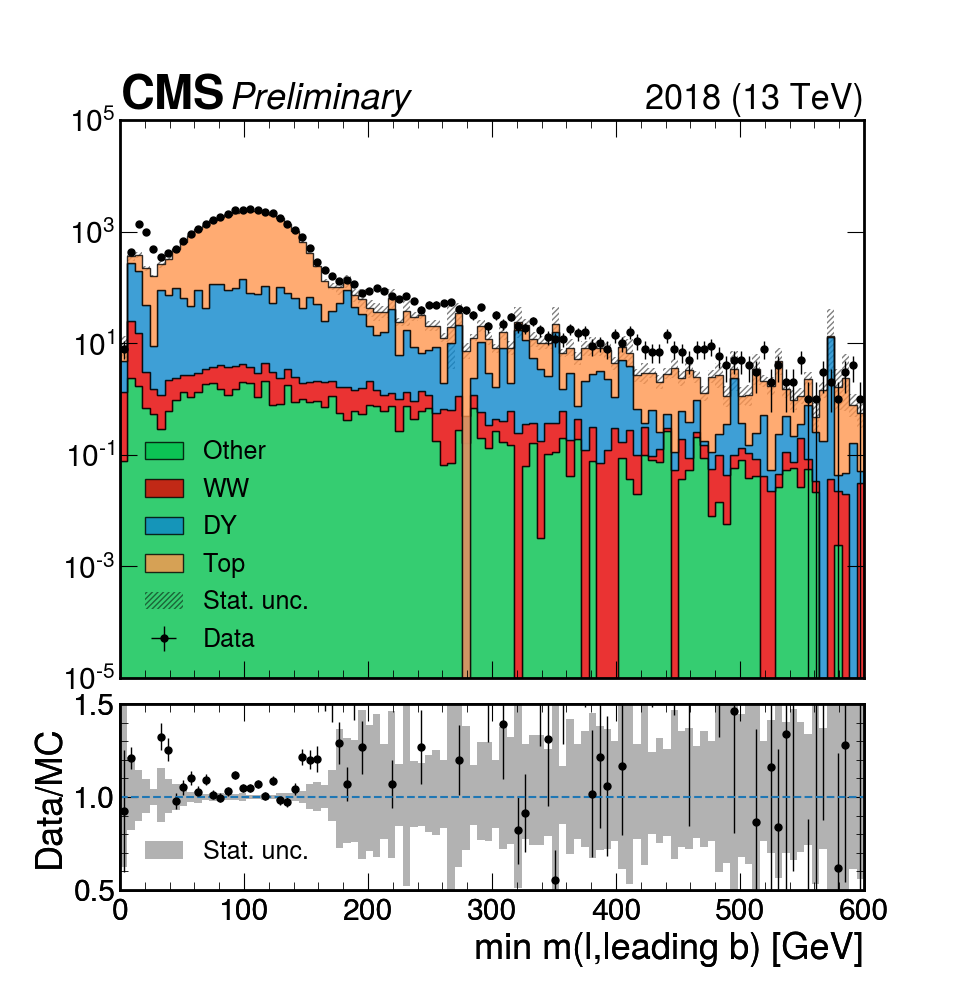 CMS Preliminary 2018 (13 TeV)
10^5
10^3
10^1
10^-1
10^-3
10^-5
Other
WW
DY
Top
Stat. unc.
Data
1.5
1.0
0.5
Data/MC
Stat. unc.
0 100 200 300 400 500 600
min m(l,leading b) [GeV]